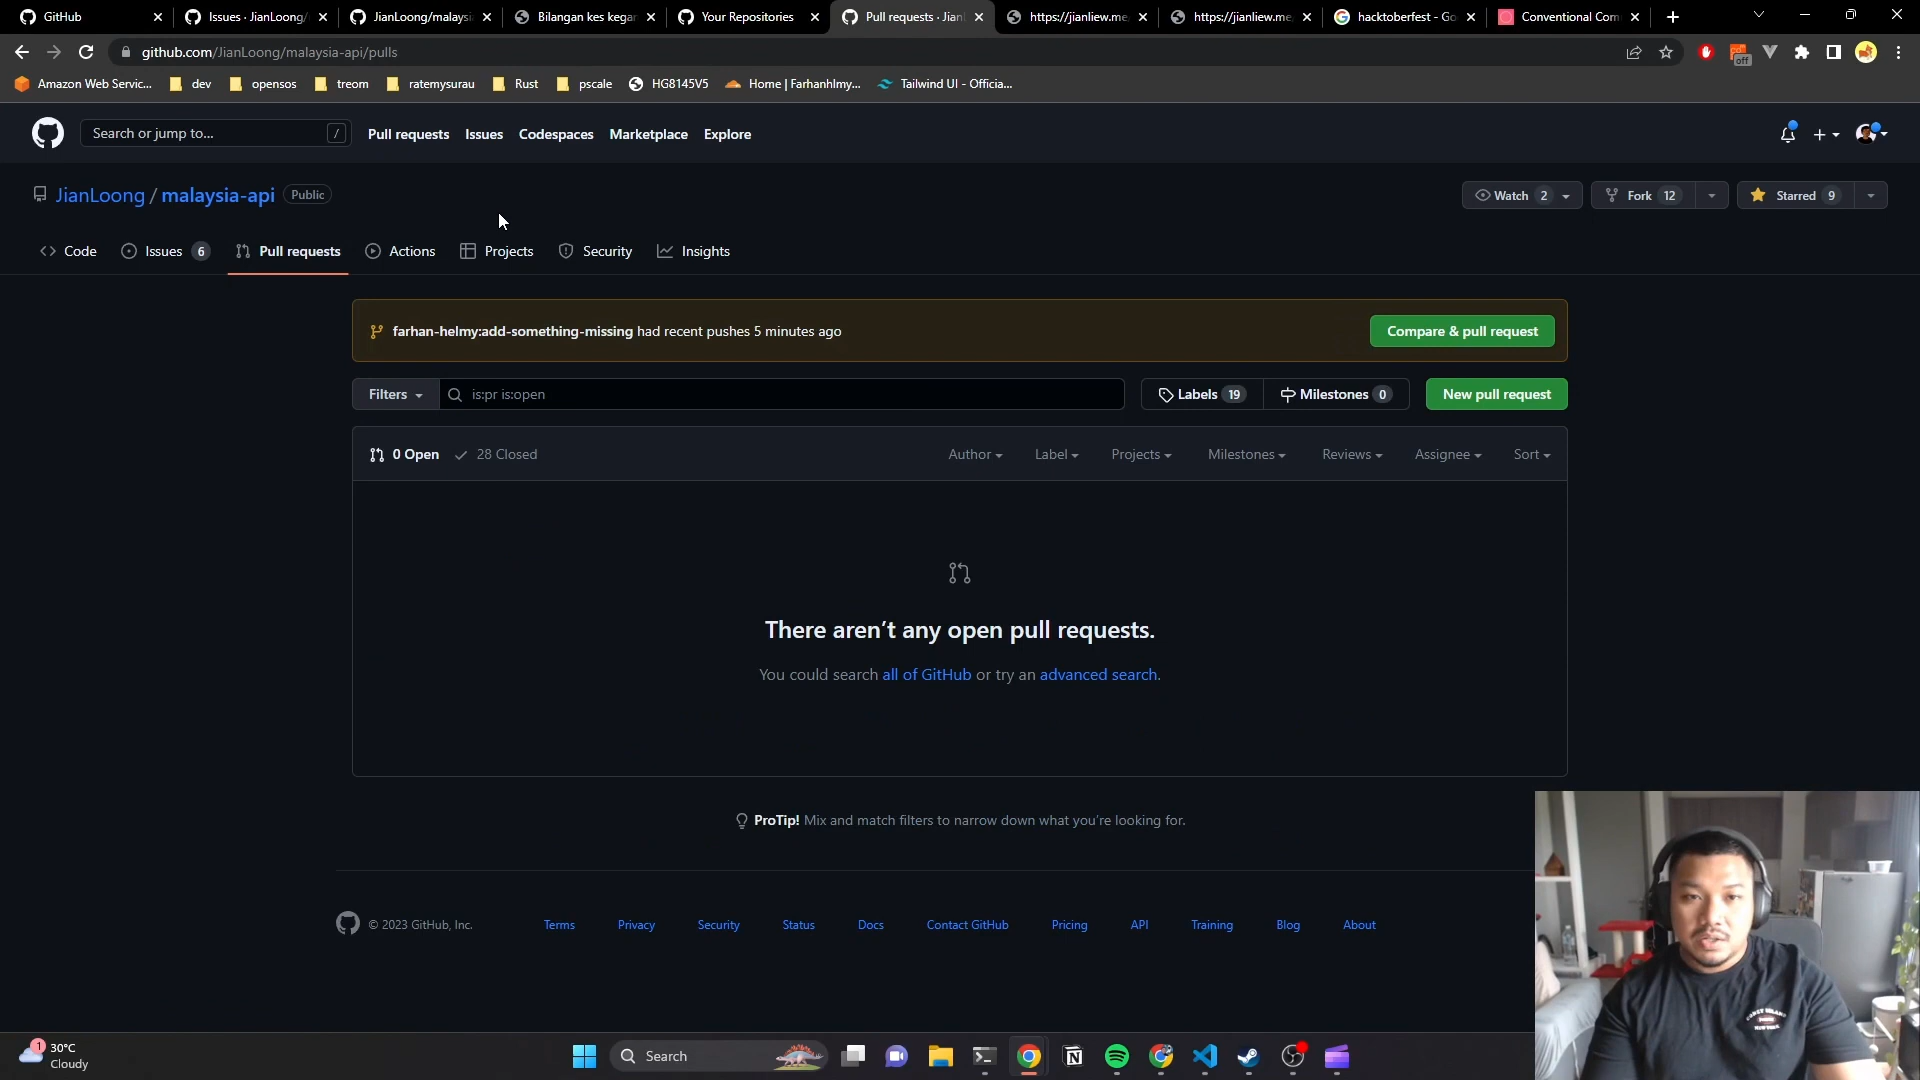 GitHub
Issues · JianLoong/
JianLoong/malaysi
Bilangan kes kegan
Your Repositories
Pull requests · Jian
https://jianliew.me
https://jianliew.me
hacktoberfest - Go
Conventional Com
github.com/JianLoong/malaysia-api/pulls
off
Amazon Web Servic...
dev
opensos
treom
ratemysurau
Rust
pscale
HG8145V5
Home | Farhanhlmy...
Tailwind UI - Officia...
Search or jump to...
/
Pull requests
Issues
Codespaces
Marketplace
Explore
JianLoong / malaysia-api
Public
Watch 2
Fork 12
Starred 9
Code
Issues 6
Pull requests
Actions
Projects
Security
Insights
farhan-helmy:add-something-missing had recent pushes 5 minutes ago
Compare & pull request
Filters
is:pr is:open
Labels 19
Milestones 0
New pull request
0 Open
28 Closed
Author
Label
Projects
Milestones
Reviews
Assignee
Sort
There aren't any open pull requests.
You could search all of GitHub or try an advanced search.
ProTip! Mix and match filters to narrow down what you're looking for.
© 2023 GitHub, Inc.
Terms
Privacy
Security
Status
Docs
Contact GitHub
Pricing
API
Training
Blog
About
1
30°C
Cloudy
Search